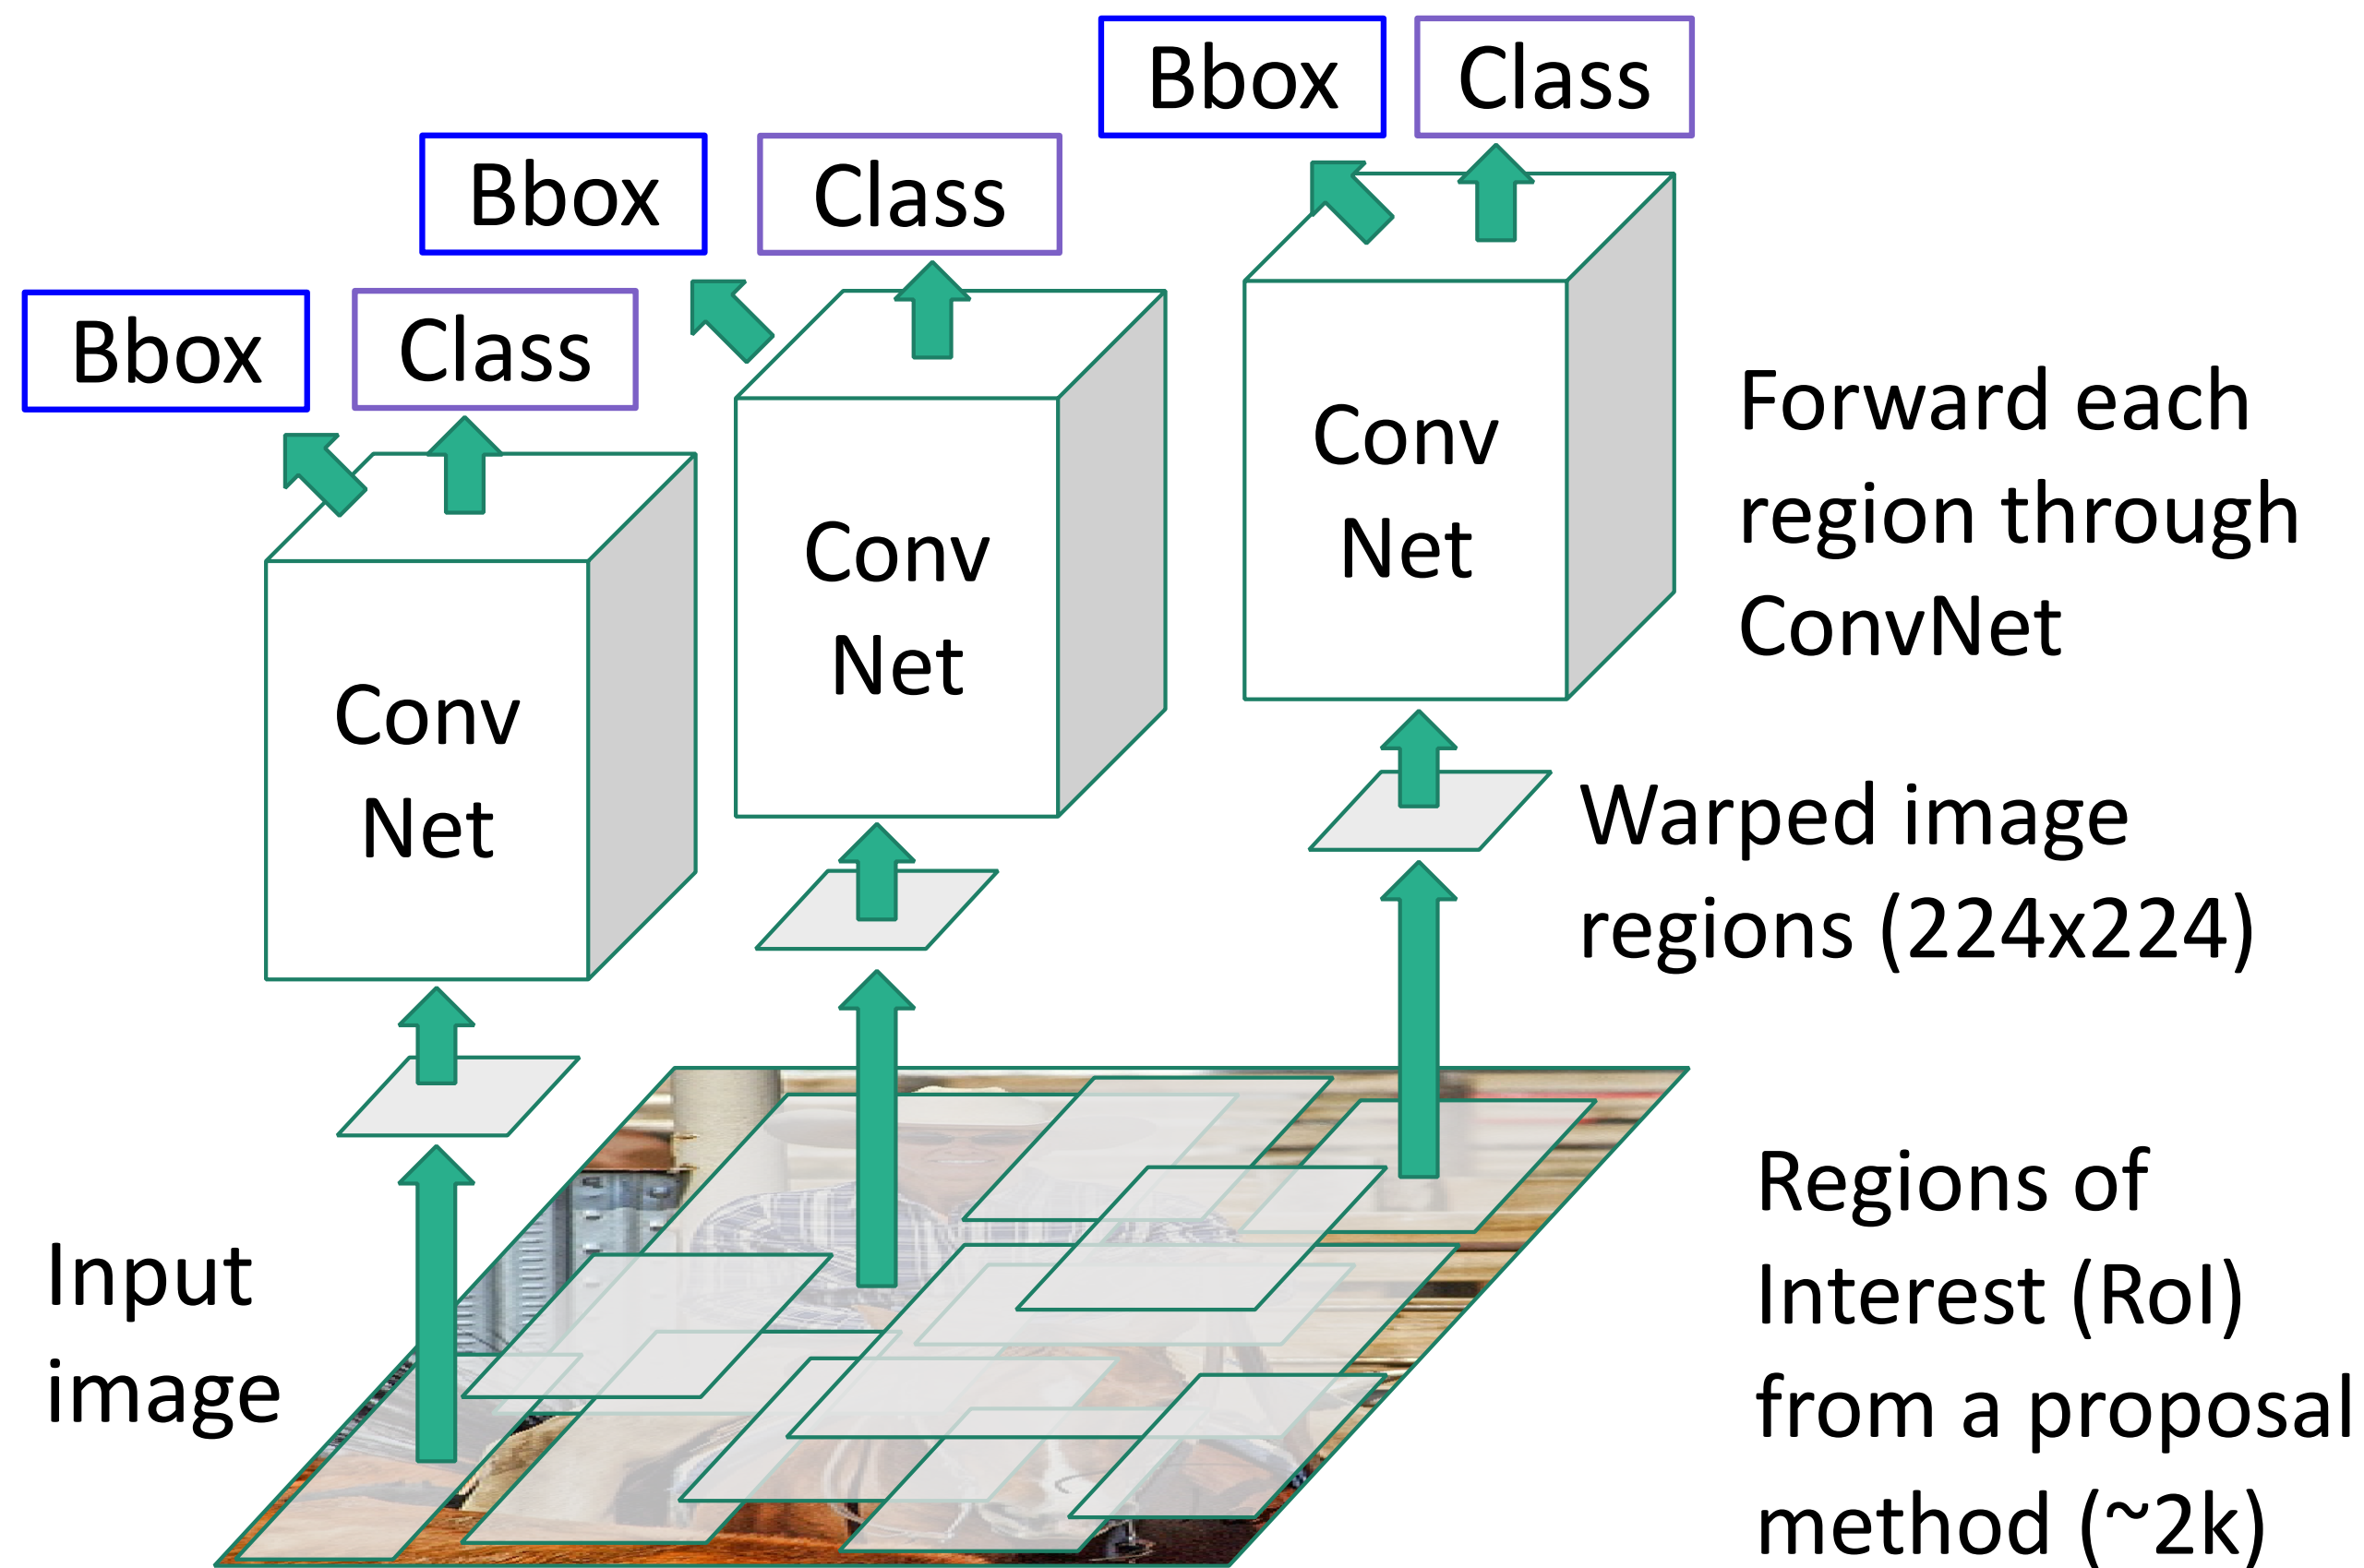 Bbox
Class
Bbox
Class
Bbox
Class
Conv
Net
Conv
Net
Conv
Net
Forward each
region through
ConvNet
Warped image
regions (224x224)
Input
image
Regions of
Interest (RoI)
from a proposal
method (~2k)